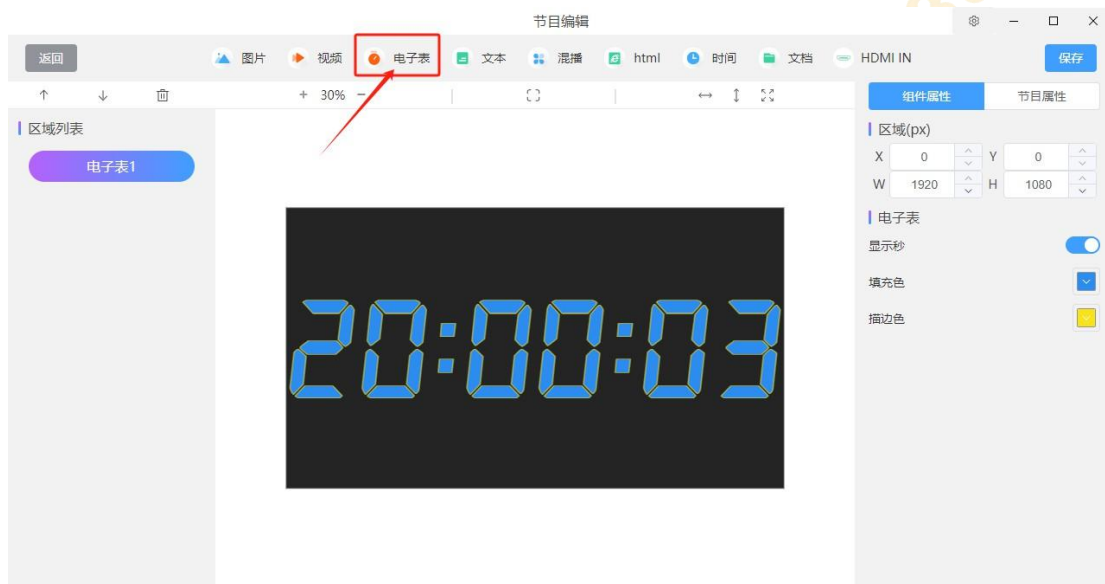 节目编辑
返回 图片 视频 电子表 文本 混播 html 时间 文档 HDMI IN 保存
30% 组件属性 节目属性
区域列表 区域(px)
电子表1 X 0 Y 0
W 1920 H 1080
电子表
显示秒
填充色
描边色
20:00:03